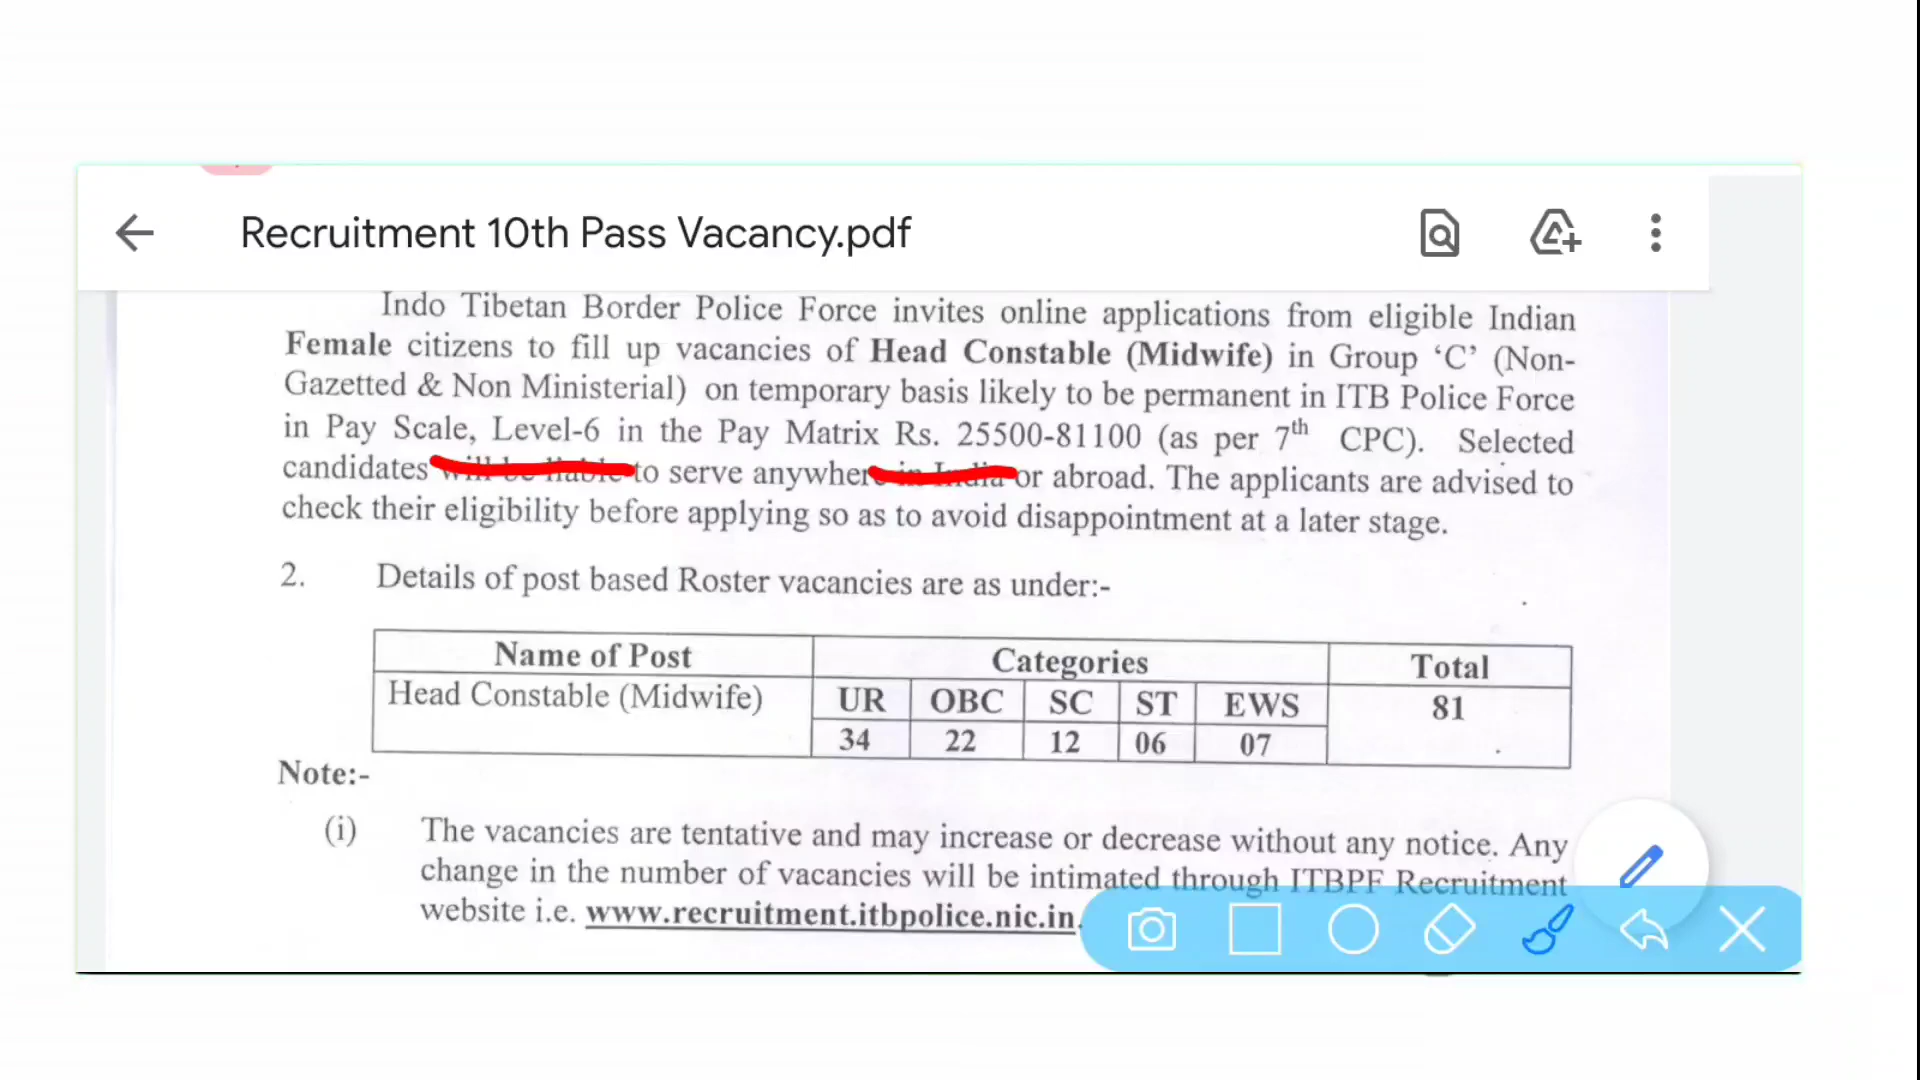 Recruitment 10th Pass Vacancy.pdf
Indo Tibetan Border Police Force invites online applications from eligible Indian
Female citizens to fill up vacancies of Head Constable (Midwife) in Group ‘C’ (Non-
Gazetted & Non Ministerial) on temporary basis likely to be permanent in ITB Police Force
in Pay Scale, Level-6 in the Pay Matrix Rs. 25500-81100 (as per 7th CPC). Selected
candidates will be liable to serve anywhere in India or abroad. The applicants are advised to
check their eligibility before applying so as to avoid disappointment at a later stage.
2. Details of post based Roster vacancies are as under:-
Name of Post Categories Total
Head Constable (Midwife) UR OBC SC ST EWS 81
34 22 12 06 07
Note:-
(i) The vacancies are tentative and may increase or decrease without any notice. Any
change in the number of vacancies will be intimated through ITBPF Recruitment
website i.e. www.recruitment.itbpolice.nic.in.